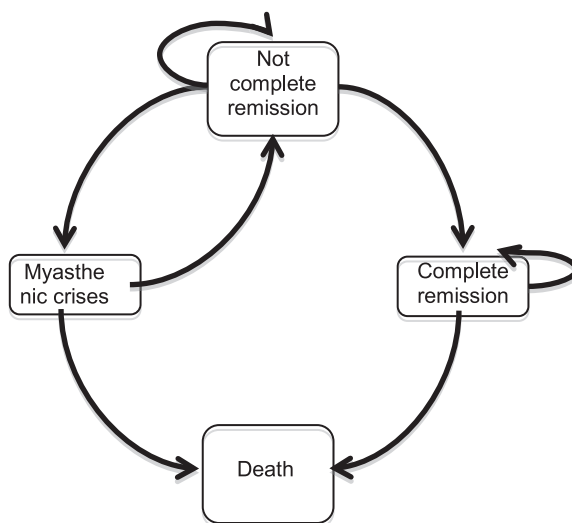 Not
complete
remission
Myasthe
nic crises
Complete
remission
Death